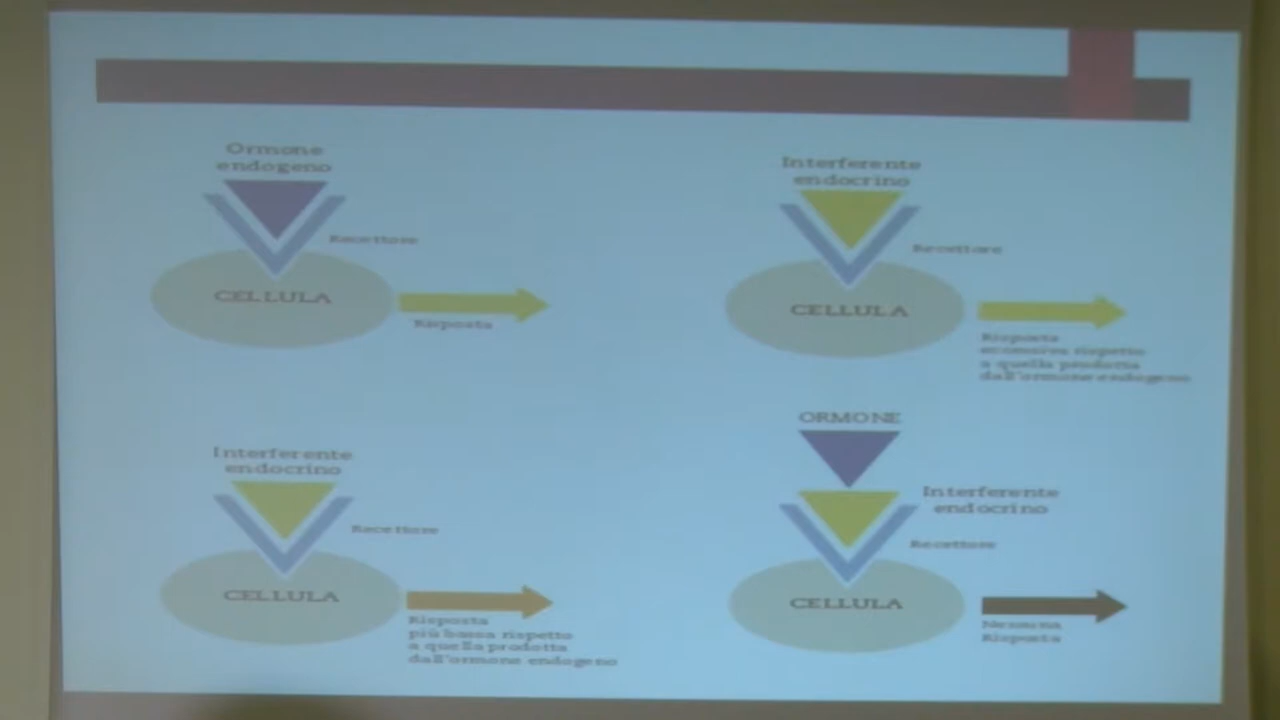 Ormone
endogeno
Recettore
CELLULA
Risposta
Interferente
endocrino
Recettore
CELLULA
Risposta
eccessiva rispetto
a quella prodotta
dall'ormone endogeno
Interferente
endocrino
Recettore
CELLULA
Risposta
più bassa rispetto
a quella prodotta
dall'ormone endogeno
ORMONE
Interferente
endocrino
Recettore
CELLULA
Nessuna
Risposta